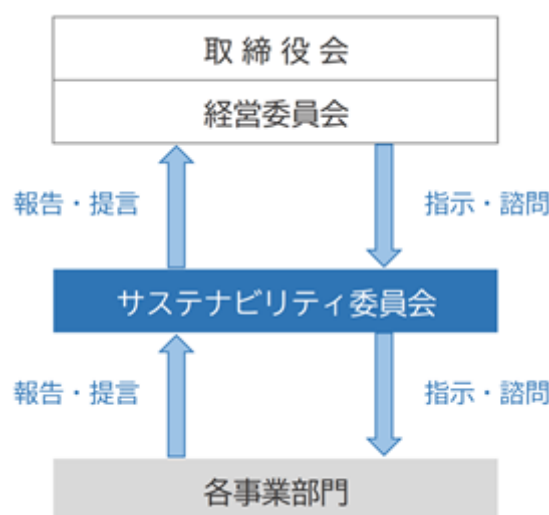 取締役会
経営委員会
報告・提言
指示・諮問
サステナビリティ委員会
報告・提言
指示・諮問
各事業部門